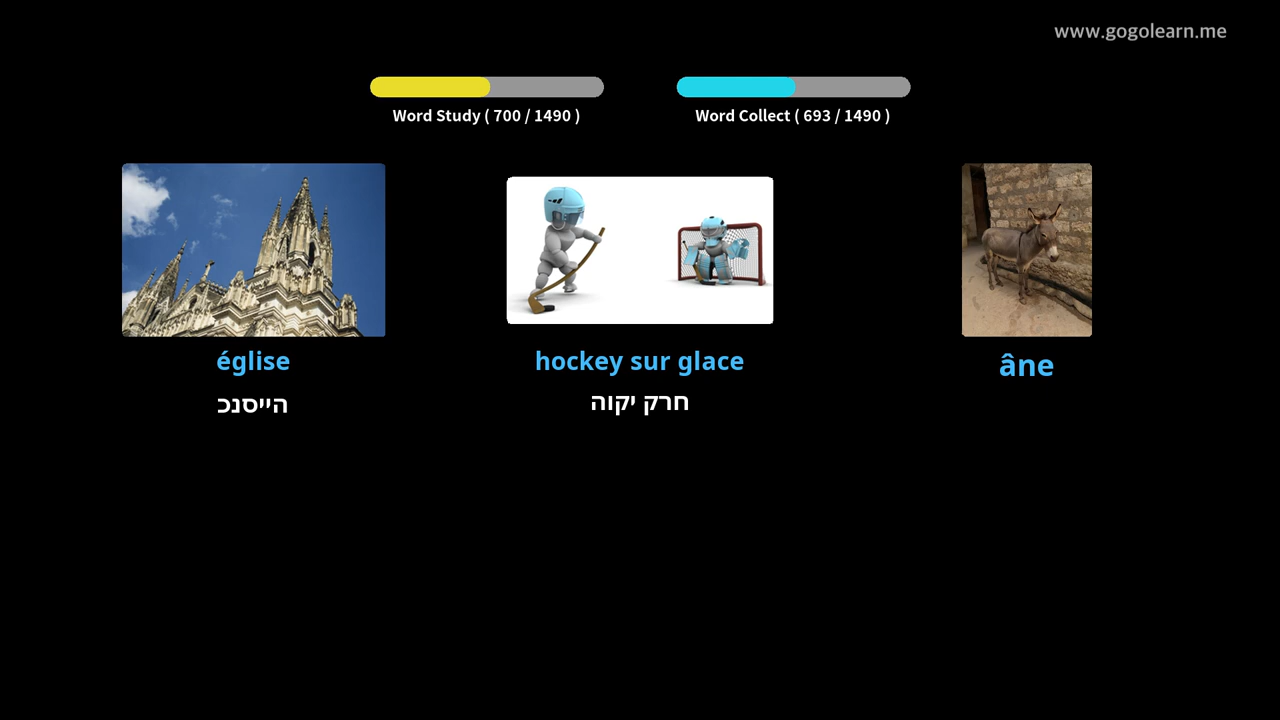 www.gogolearn.me
Word Study ( 700 / 1490 )
Word Collect ( 693 / 1490 )
église
hockey sur glace
âne
הייסנכ
חרק יקוה